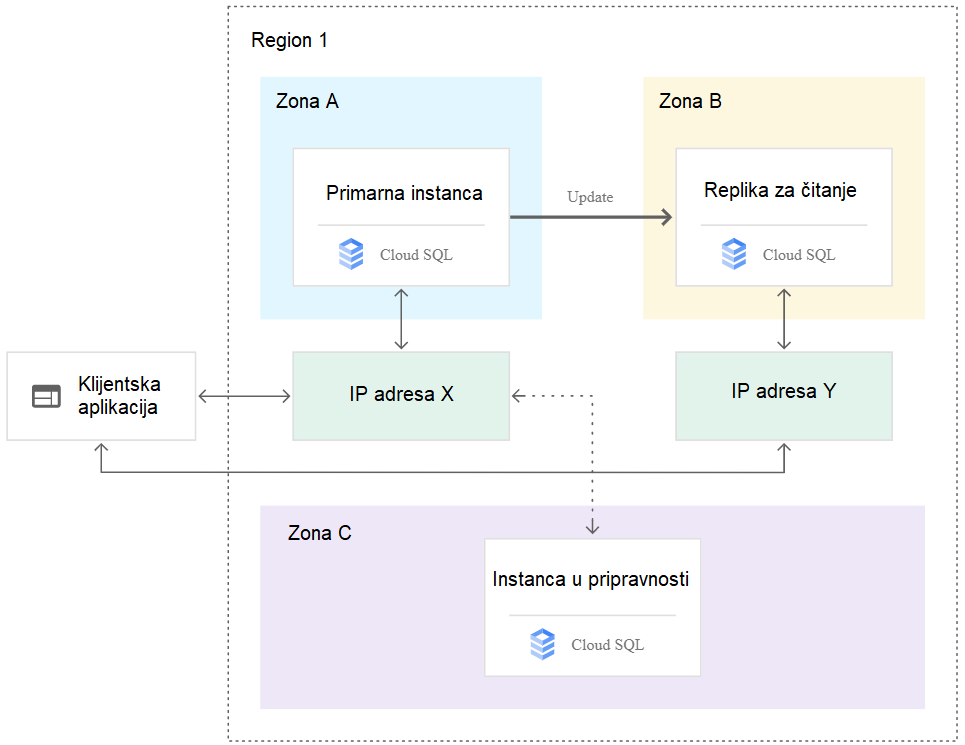 Region 1
Zona A
Zona B
Primarna instanca
Cloud SQL
Update
Replika za čitanje
Cloud SQL
Klijentska
aplikacija
IP adresa X
IP adresa Y
Zona C
Instanca u pripravnosti
Cloud SQL